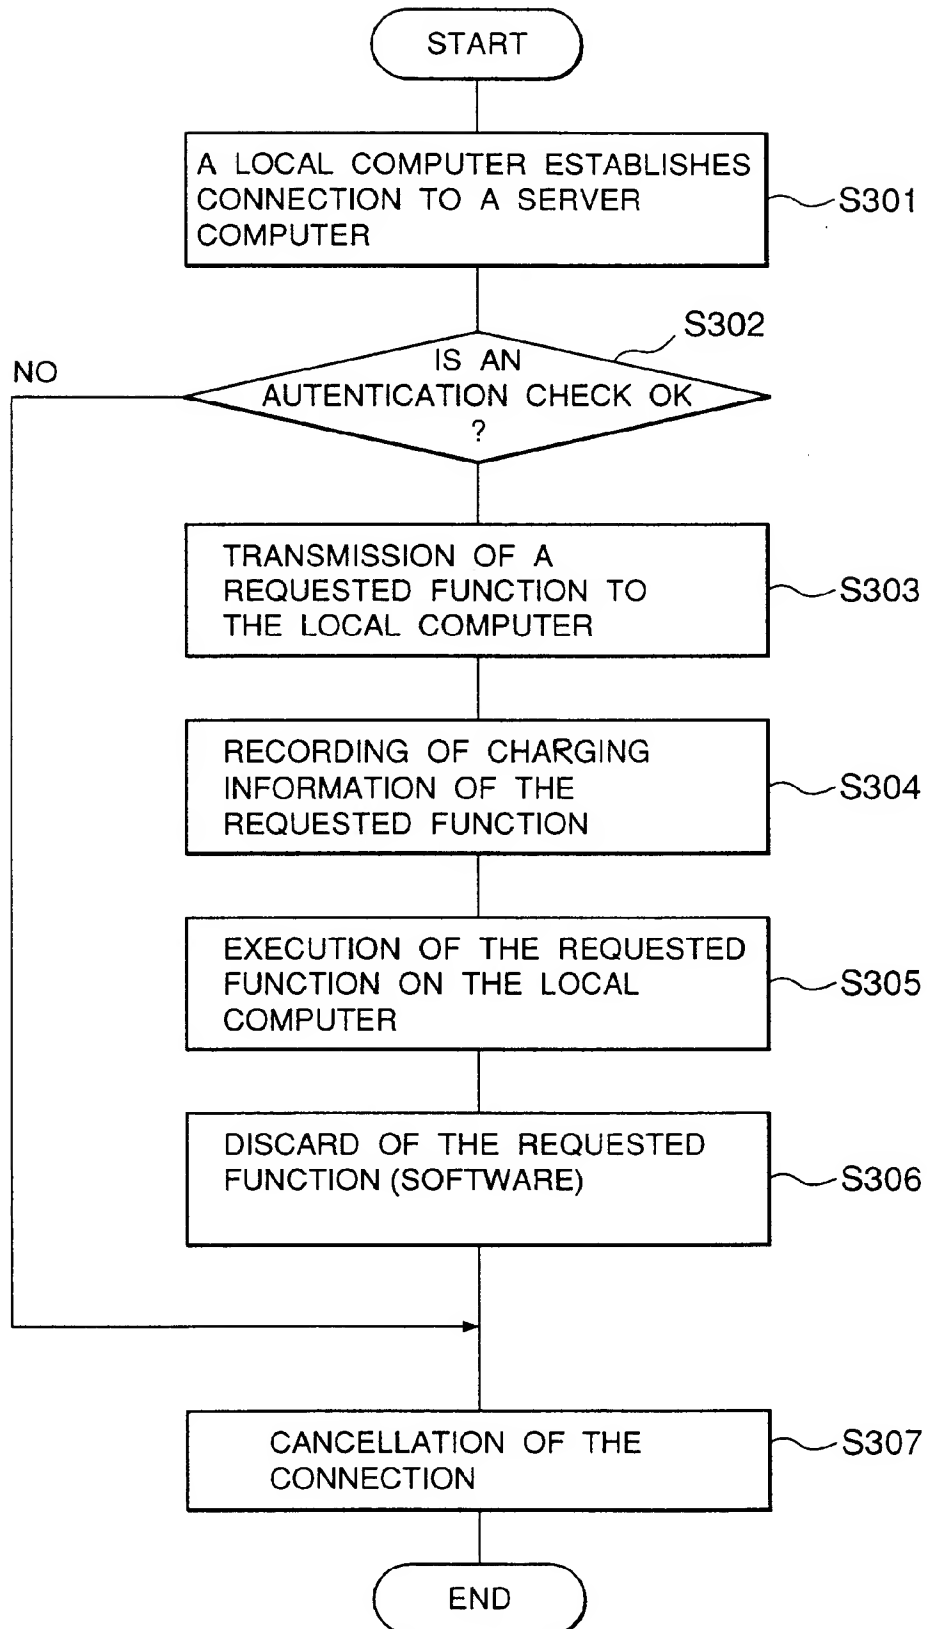 START
A LOCAL COMPUTER ESTABLISHES
CONNECTION TO A SERVER
COMPUTER
S301
S302
NO
IS AN
AUTENTICATION CHECK OK
?
TRANSMISSION OF A
REQUESTED FUNCTION TO
THE LOCAL COMPUTER
S303
RECORDING OF CHARGING
INFORMATION OF THE
REQUESTED FUNCTION
S304
EXECUTION OF THE REQUESTED
FUNCTION ON THE LOCAL
COMPUTER
S305
DISCARD OF THE REQUESTED
FUNCTION (SOFTWARE)
S306
CANCELLATION OF THE
CONNECTION
S307
END